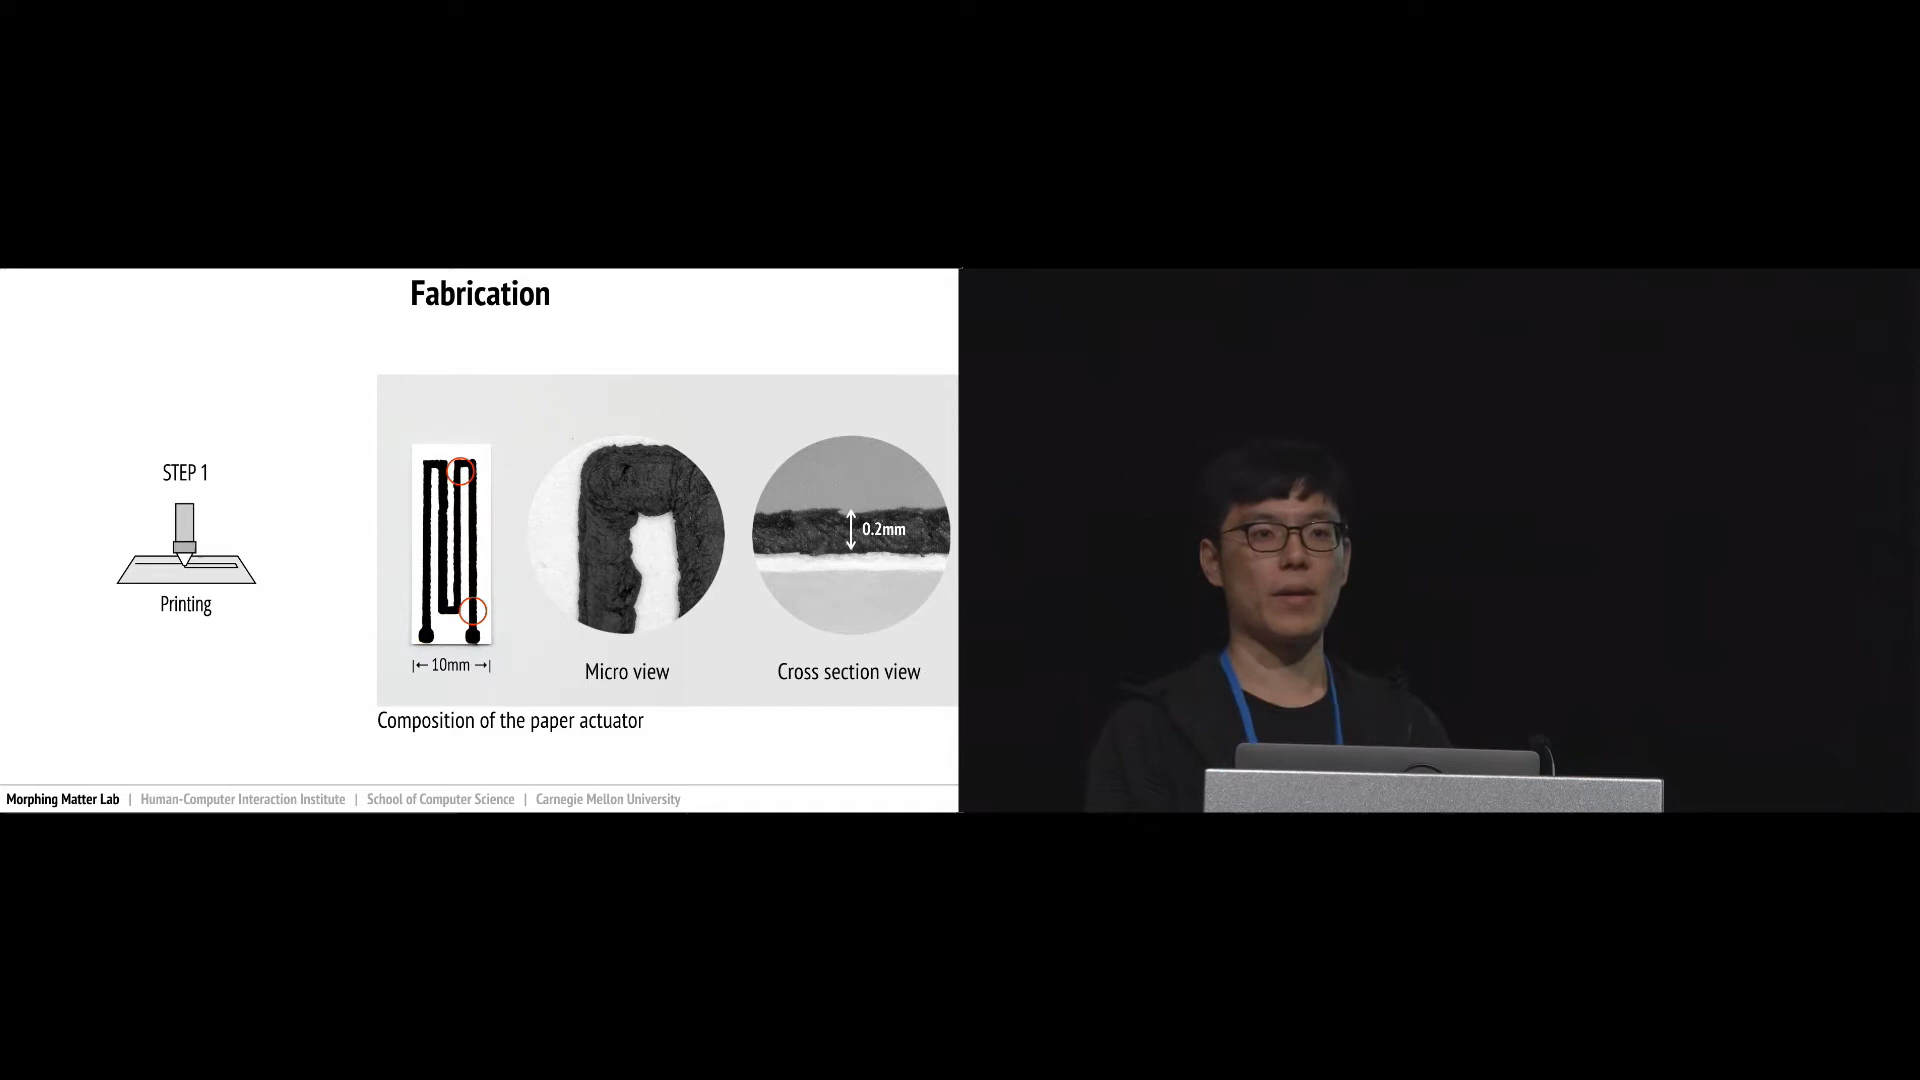 Fabrication
STEP 1
Printing
0.2mm
|← 10mm →|
Micro view
Cross section view
Composition of the paper actuator
Morphing Matter Lab | Human-Computer Interaction Institute | School of Computer Science | Carnegie Mellon University